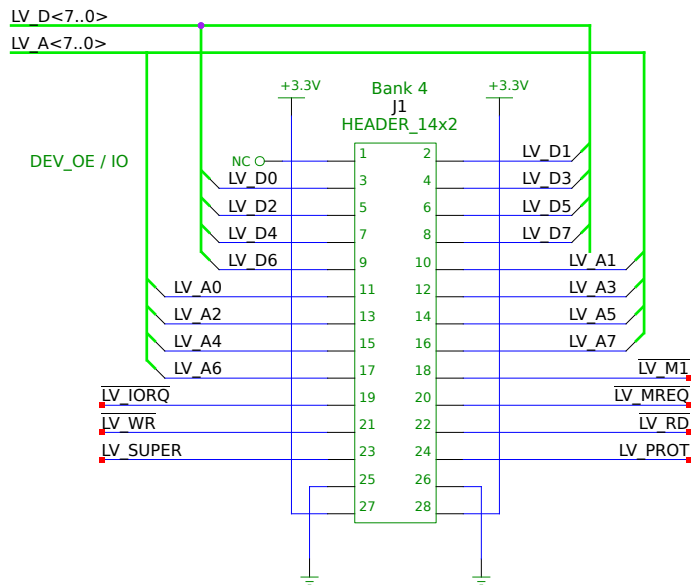 LV_D<7..0>
LV_A<7..0>
+3.3V
Bank 4
+3.3V
J1
HEADER_14x2
DEV_OE / IO
NC 1 2 LV_D1
LV_D0 3 4 LV_D3
LV_D2 5 6 LV_D5
LV_D4 7 8 LV_D7
LV_D6 9 10 LV_A1
LV_A0 11 12 LV_A3
LV_A2 13 14 LV_A5
LV_A4 15 16 LV_A7
LV_A6 17 18 LV_M1
LV_IORQ 19 20 LV_MREQ
LV_WR 21 22 LV_RD
LV_SUPER 23 24 LV_PROT
25 26
27 28